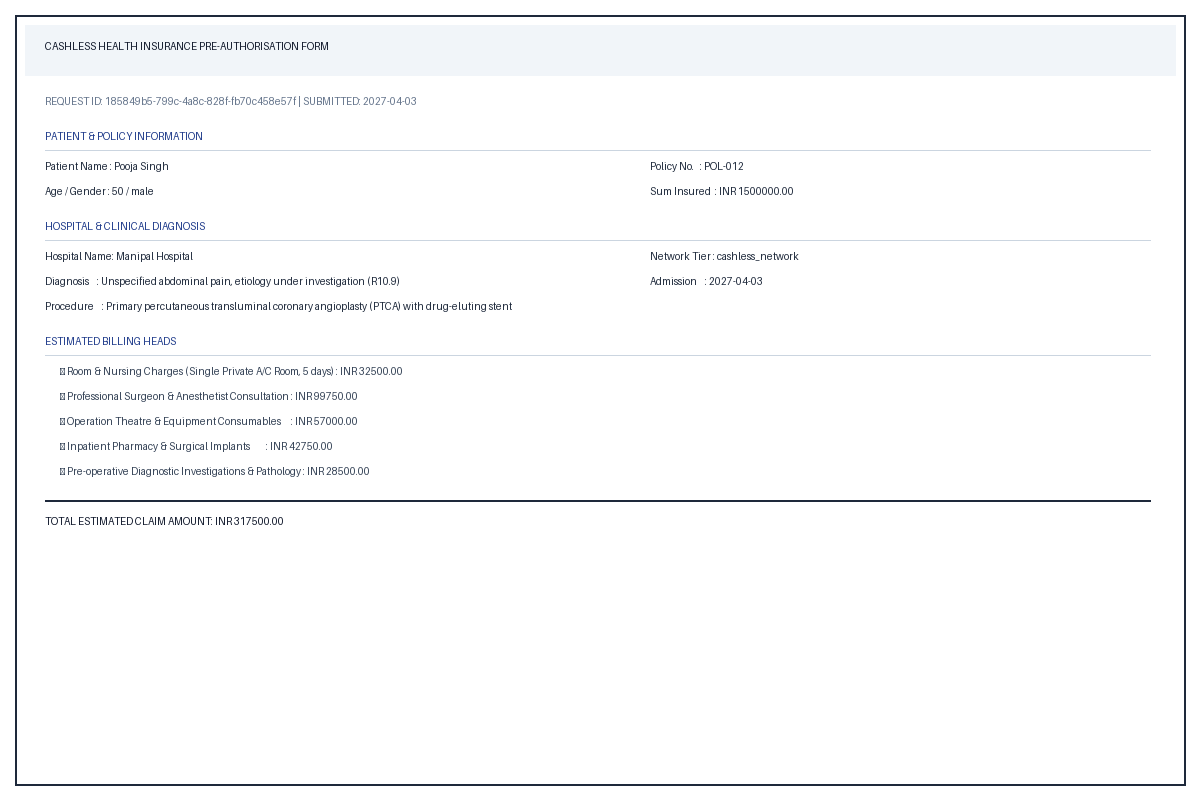 CASHLESS HEALTH INSURANCE PRE-AUTHORISATION FORM
REQUEST ID: 185849b5-799c-4a8c-828f-fb70c458e57f | SUBMITTED: 2027-04-03
PATIENT & POLICY INFORMATION
Patient Name : Pooja Singh
Policy No. : POL-012
Age / Gender : 50 / male
Sum Insured : INR 1500000.00
HOSPITAL & CLINICAL DIAGNOSIS
Hospital Name: Manipal Hospital
Network Tier : cashless_network
Diagnosis : Unspecified abdominal pain, etiology under investigation (R10.9)
Admission : 2027-04-03
Procedure : Primary percutaneous transluminal coronary angioplasty (PTCA) with drug-eluting stent
ESTIMATED BILLING HEADS
Room & Nursing Charges (Single Private A/C Room, 5 days) : INR 32500.00
Professional Surgeon & Anesthetist Consultation : INR 99750.00
Operation Theatre & Equipment Consumables : INR 57000.00
Inpatient Pharmacy & Surgical Implants : INR 42750.00
Pre-operative Diagnostic Investigations & Pathology : INR 28500.00
TOTAL ESTIMATED CLAIM AMOUNT: INR 317500.00